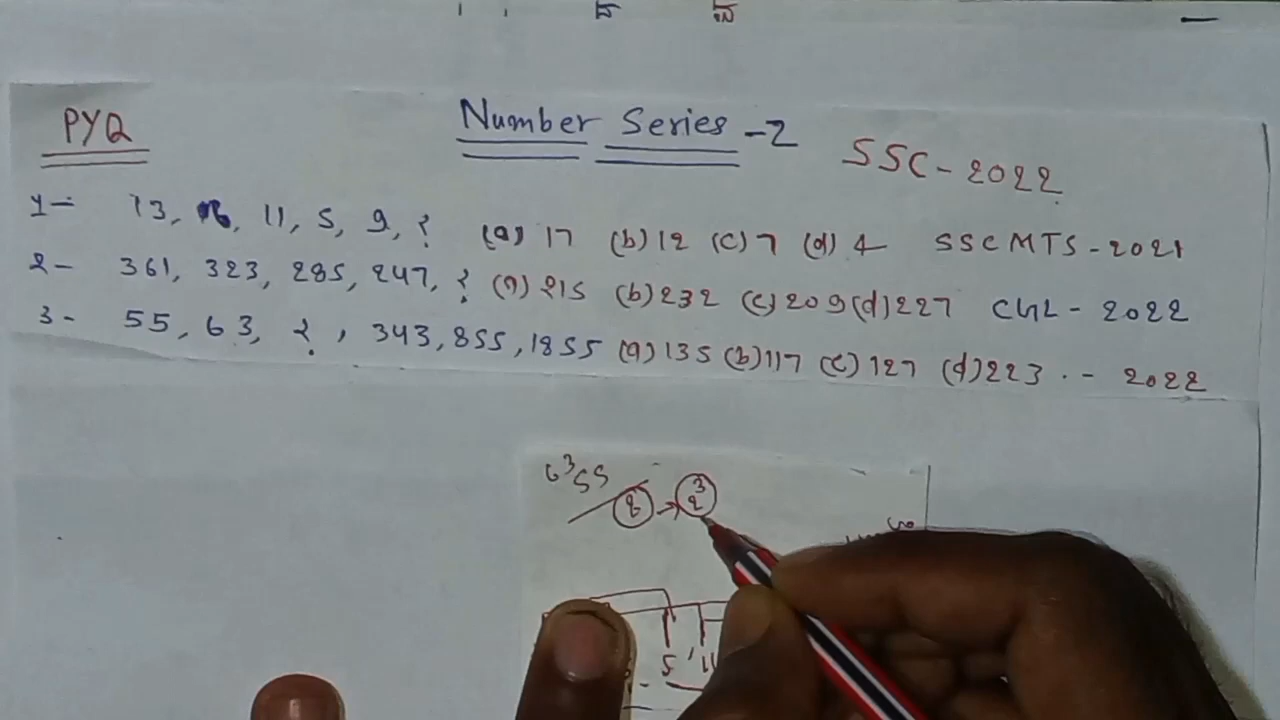 PYQ Number Series -2 SSC - 2022
1- 13, 6, 11, 5, 9, ? (a) 17 (b) 12 (c) 7 (d) 4 SSC MTS - 2021
2- 361, 323, 285, 247, ? (a) 215 (b) 232 (c) 209 (d) 227 CGL - 2022
3- 55, 63, ?, 343, 855, 1855 (a) 135 (b) 117 (c) 127 (d) 223 .- 2022
63 55
8 → 2³
5, 11,